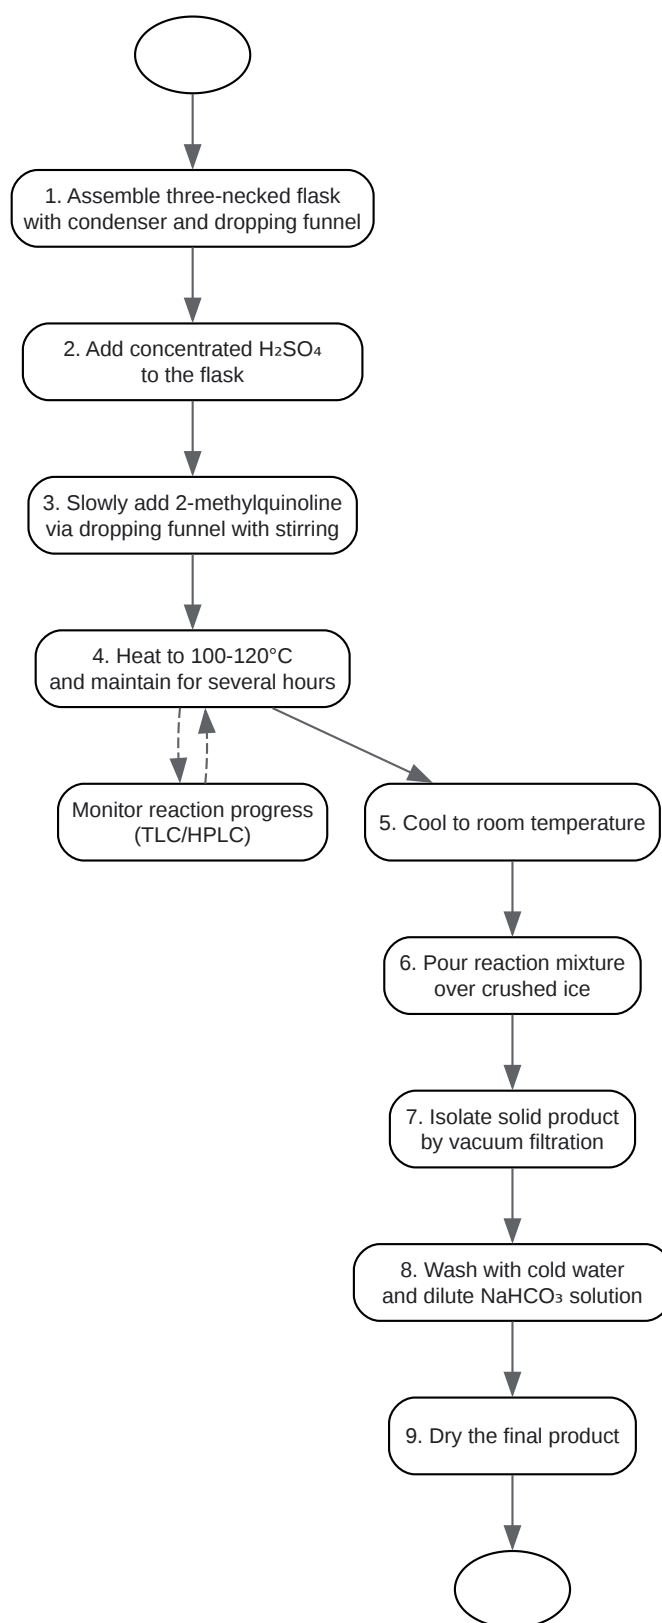 1. Assemble three-necked flask
with condenser and dropping funnel
2. Add concentrated H₂SO₄
to the flask
3. Slowly add 2-methylquinoline
via dropping funnel with stirring
4. Heat to 100-120°C
and maintain for several hours
Monitor reaction progress
(TLC/HPLC)
5. Cool to room temperature
6. Pour reaction mixture
over crushed ice
7. Isolate solid product
by vacuum filtration
8. Wash with cold water
and dilute NaHCO₃ solution
9. Dry the final product